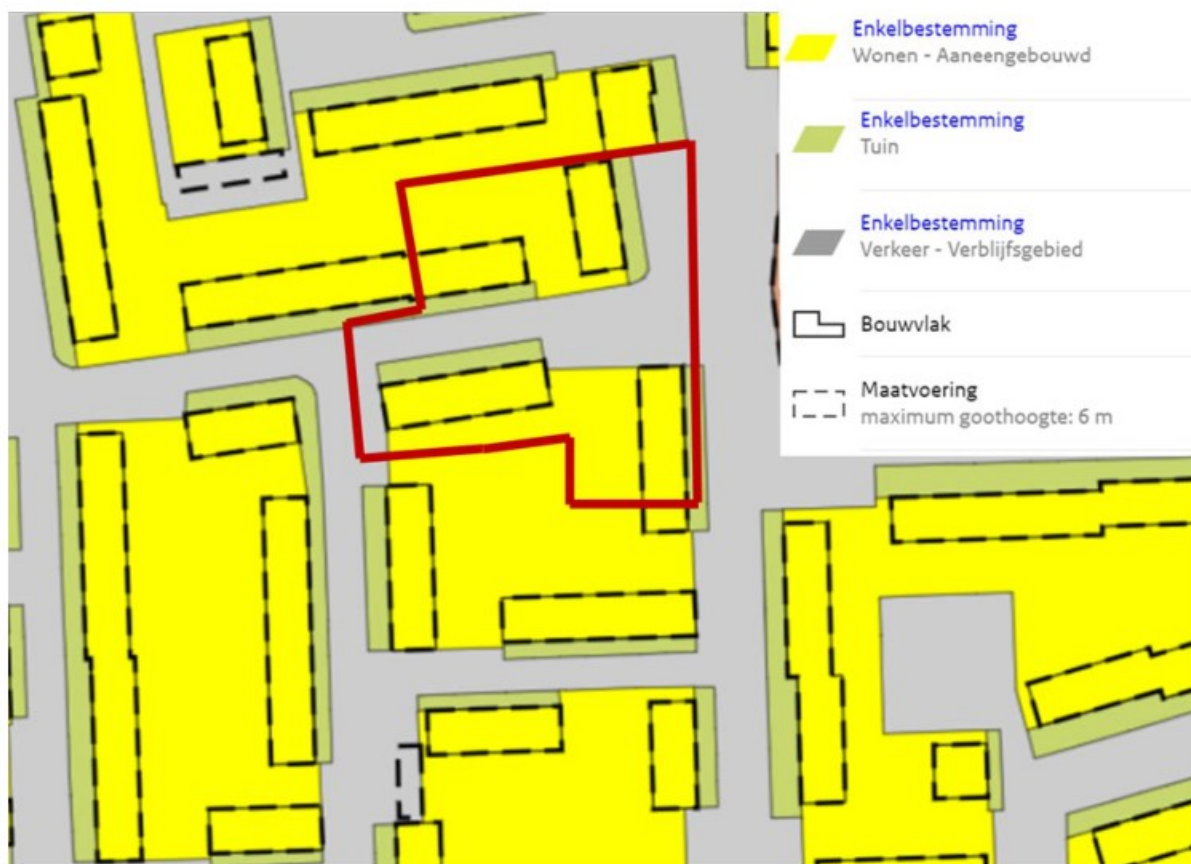 Enkelbestemming
Wonen - Aaneengebouwd
Enkelbestemming
Tuin
Enkelbestemming
Verkeer - Verblijfsgebied
Bouwvlak
Maatvoering
maximum goothoogte: 6 m